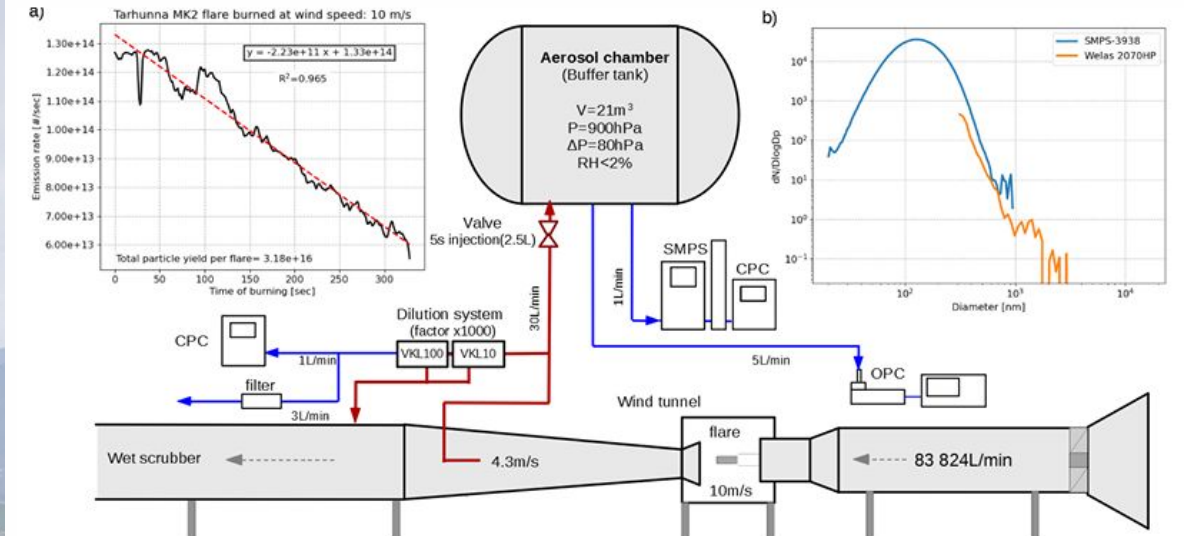 a)
Tarhunna MK2 flare burned at wind speed: 10 m/s
y = -2.23e+11 x + 1.33e+14
R²=0.965
1.30e+14
1.20e+14
1.10e+14
1.00e+14
9.00e+13
8.00e+13
7.00e+13
6.00e+13
Emission rate [#/sec]
Total particle yield per flare= 3.18e+16
0
50
100
150
200
250
300
Time of burning [sec]
Aerosol chamber
(Buffer tank)
V=21m³
P=900hPa
ΔP=80hPa
RH<2%
b)
SMPS-3938
Welas 2070HP
10⁴
10³
10²
10¹
10⁰
10⁻¹
dN/DlogDp
10²
10³
10⁴
Diameter [nm]
Valve
5s injection(2.5L)
30L/min
1L/min
SMPS
CPC
Dilution system
(factor x1000)
VKL100
VKL10
CPC
1L/min
filter
3L/min
5L/min
OPC
Wind tunnel
flare
10m/s
Wet scrubber
4.3m/s
83 824L/min